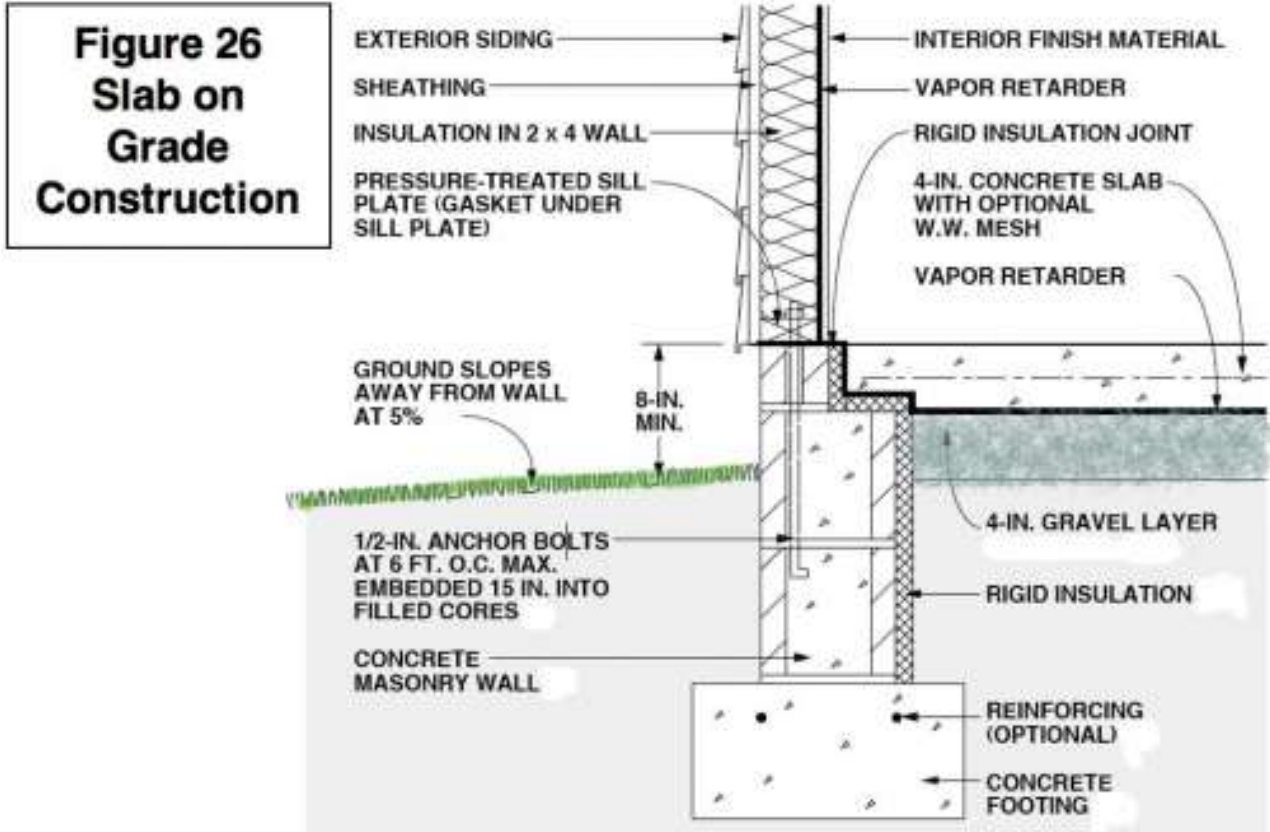 Figure 26
Slab on
Grade
Construction
EXTERIOR SIDING
SHEATHING
INSULATION IN 2 x 4 WALL
PRESSURE-TREATED SILL
PLATE (GASKET UNDER
SILL PLATE)
GROUND SLOPES
AWAY FROM WALL
AT 5%
8-IN.
MIN.
1/2-IN. ANCHOR BOLTS
AT 6 FT. O.C. MAX.
EMBEDDED 15 IN. INTO
FILLED CORES
CONCRETE
MASONRY WALL
INTERIOR FINISH MATERIAL
VAPOR RETARDER
RIGID INSULATION JOINT
4-IN. CONCRETE SLAB
WITH OPTIONAL
W.W. MESH
VAPOR RETARDER
4-IN. GRAVEL LAYER
RIGID INSULATION
REINFORCING
(OPTIONAL)
CONCRETE
FOOTING